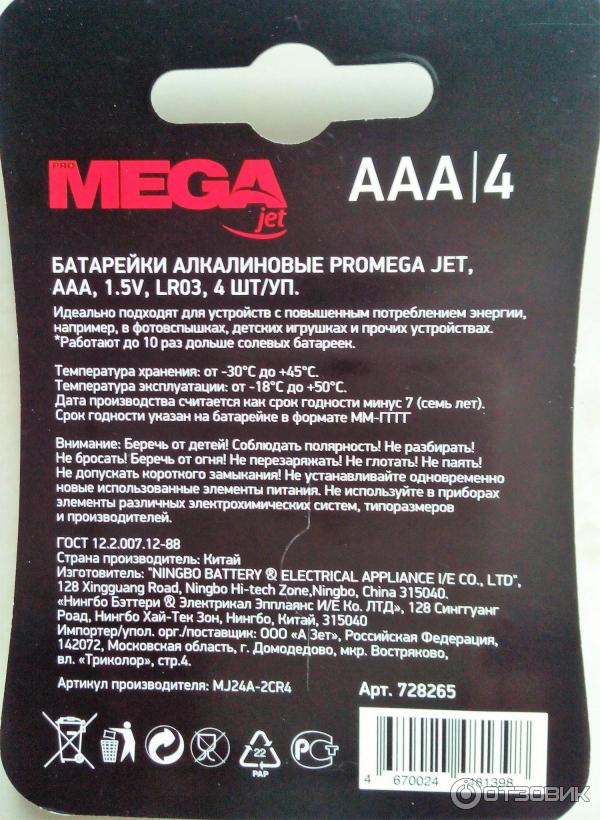 PRO
MEGA
jet
AAA|4
БАТАРЕЙКИ АЛКАЛИНОВЫЕ PROMEGA JET,
AAA, 1.5V, LR03, 4 ШТ/УП.
Идеально подходят для устройств с повышенным потреблением энергии,
например, в фотовспышках, детских игрушках и прочих устройствах.
*Работают до 10 раз дольше солевых батареек.
Температура хранения: от -30°С до +45°С.
Температура эксплуатации: от -18°С до +50°С.
Дата производства считается как срок годности минус 7 (семь лет).
Срок годности указан на батарейке в формате ММ-ГГГГ
Внимание: Беречь от детей! Соблюдать полярность! Не разбирать!
Не бросать! Беречь от огня! Не перезаряжать! Не глотать! Не паять!
Не допускать короткого замыкания! Не устанавливайте одновременно
новые использованные элементы питания. Не используйте в приборах
элементы различных электрохимических систем, типоразмеров
и производителей.
ГОСТ 12.2.007.12-88
Страна производитель: Китай
Изготовитель: "NINGBO BATTERY & ELECTRICAL APPLIANCE I/E CO., LTD",
128 Xingguang Road, Ningbo Hi-tech Zone,Ningbo, China 315040.
«Нингбо Бэттери & Электрикал Эпплаянс И/Е Ко. ЛТД», 128 Сингтуанг
Роад, Нингбо Хай-Тек Зон, Нингбо, Китай, 315040
Импортер/упол. орг./поставщик: ООО «А Зет», Российская Федерация,
142072, Московская область, г. Домодедово, мкр. Востряково,
вл. «Триколор», стр.4.
Артикул производителя: MJ24A-2CR4
Арт. 728265
22
PAP
4 670024
ОТЗОВИК